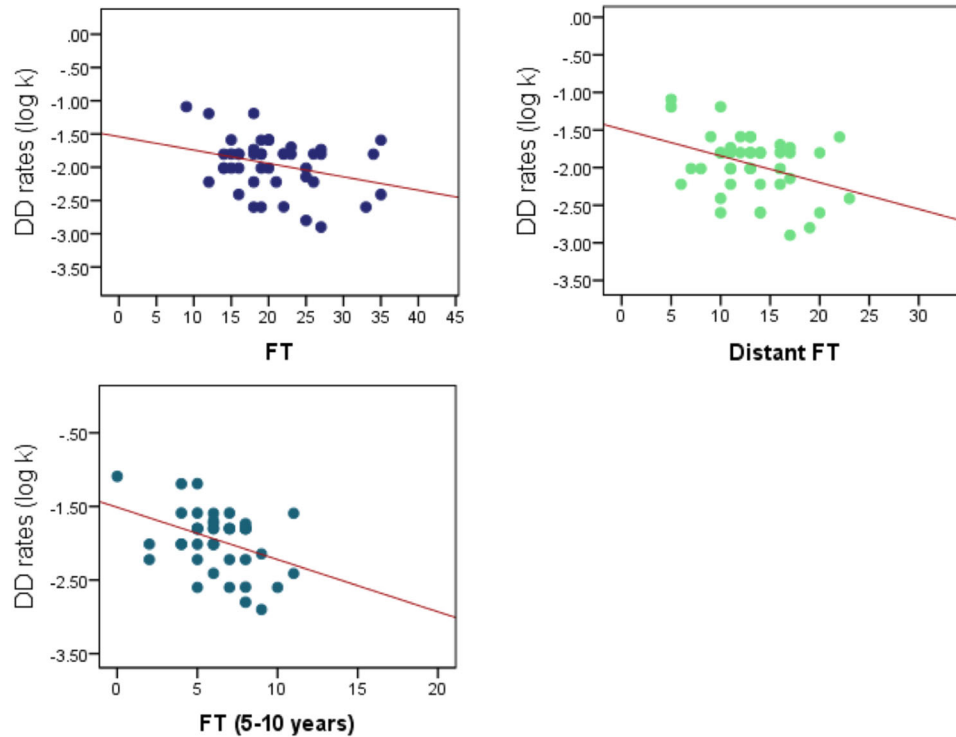 DD rates (log k)
.00
-.50
-1.00
-1.50
-2.00
-2.50
-3.00
-3.50
0 5 10 15 20 25 30 35 40 45
FT
DD rates (log k)
.00
-.50
-1.00
-1.50
-2.00
-2.50
-3.00
-3.50
0 5 10 15 20 25 30
Distant FT
DD rates (log k)
-.50
-1.50
-2.50
-3.50
0 5 10 15 20
FT (5-10 years)